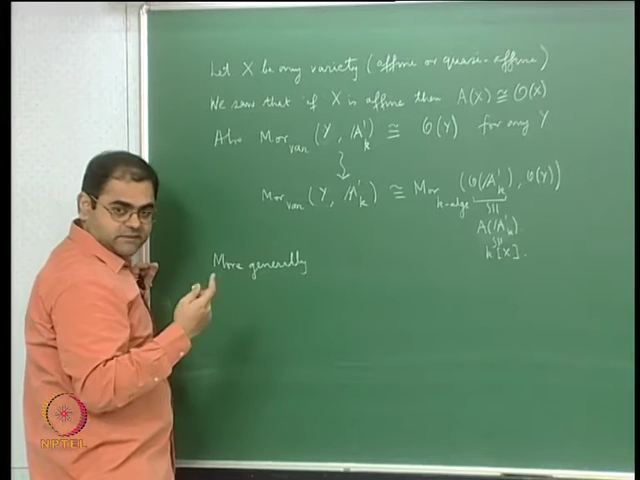 Let X be any variety (affine or quasi-affine)
We saw that if X is affine then A(X) ≅ O(X)
Also Mor_var (Y, A¹_k) ≅ O(Y) for any Y
Mor_var (Y, A¹_k) ≅ Mor_k-alge (O(A¹_k), O(Y))
A(A¹_k)
k[X].
More generally
NPTEL